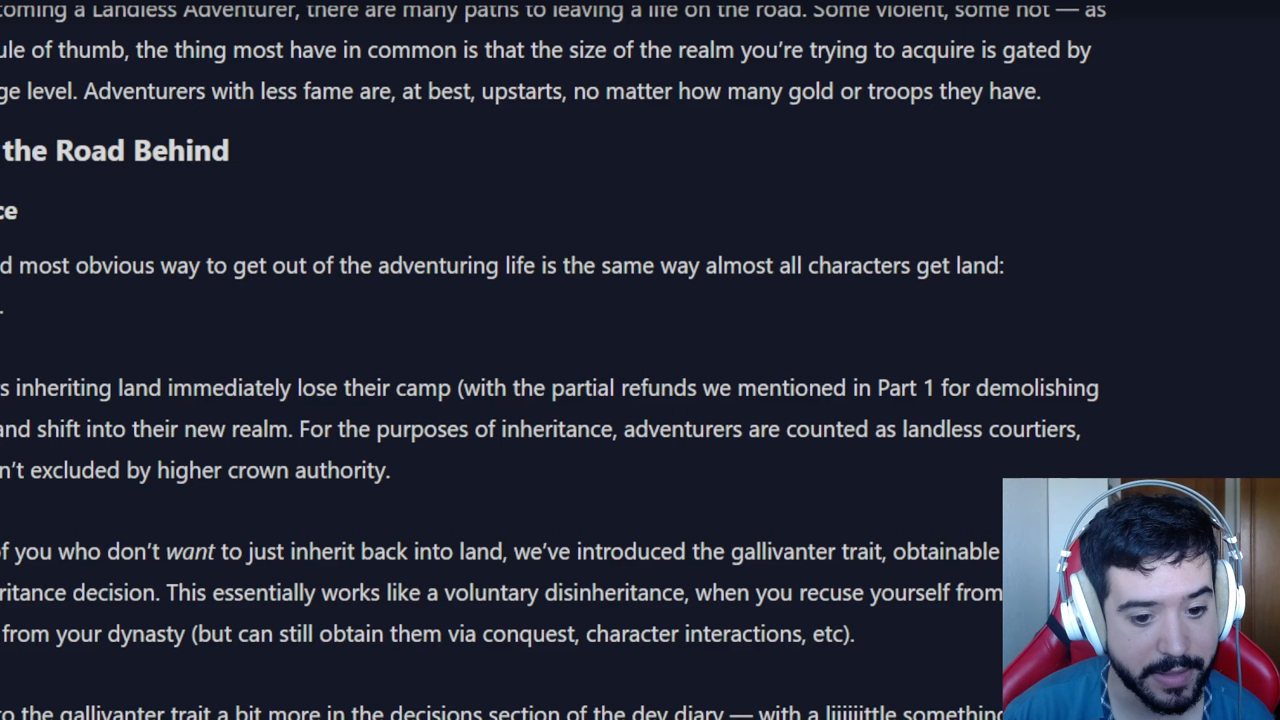 coming a Landless Adventurer, there are many paths to leaving a life on the road. Some violent, some not — as
ule of thumb, the thing most have in common is that the size of the realm you're trying to acquire is gated by
ge level. Adventurers with less fame are, at best, upstarts, no matter how many gold or troops they have.
the Road Behind
ce
d most obvious way to get out of the adventuring life is the same way almost all characters get land:
.
s inheriting land immediately lose their camp (with the partial refunds we mentioned in Part 1 for demolishing
and shift into their new realm. For the purposes of inheritance, adventurers are counted as landless courtiers,
n't excluded by higher crown authority.
of you who don't want to just inherit back into land, we've introduced the gallivanter trait, obtainable
ritance decision. This essentially works like a voluntary disinheritance, when you recuse yourself from
from your dynasty (but can still obtain them via conquest, character interactions, etc).
to the gallivanter trait a bit more in the decisions section of the dev diary — with a liiiiiittle something